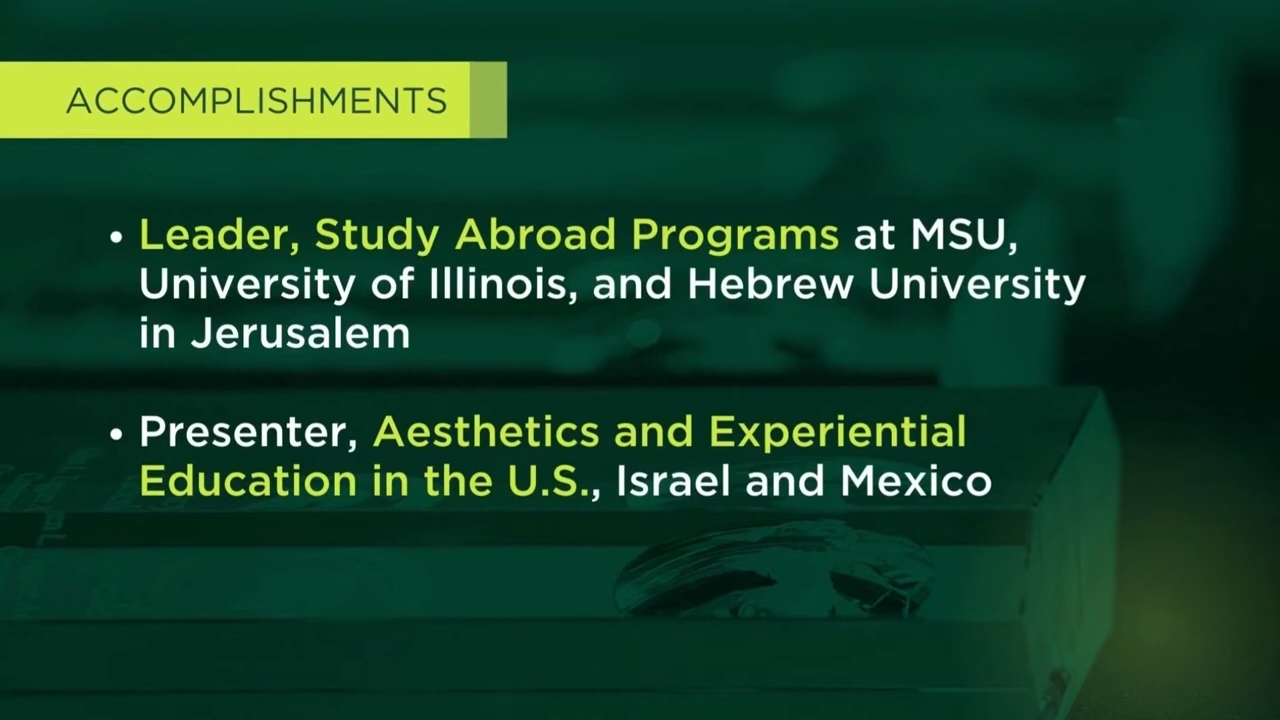 ACCOMPLISHMENTS
• Leader, Study Abroad Programs at MSU,
University of Illinois, and Hebrew University
in Jerusalem
• Presenter, Aesthetics and Experiential
Education in the U.S., Israel and Mexico